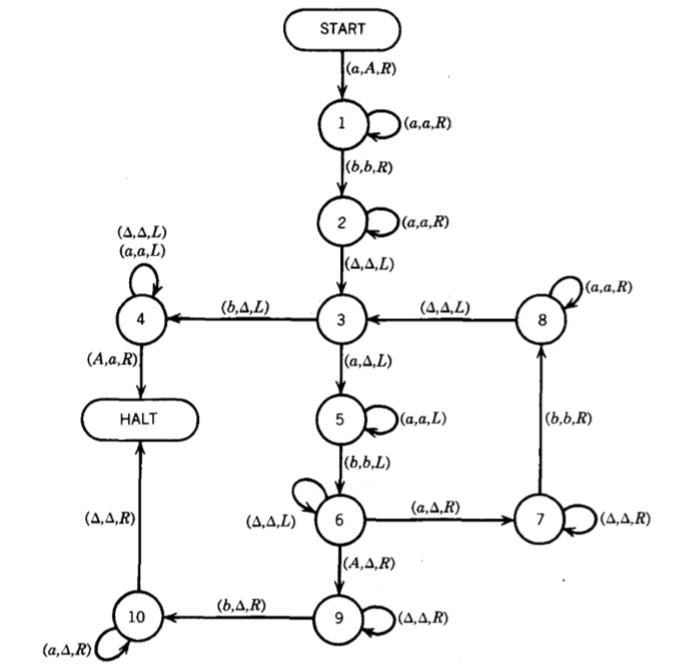 START
(a,A,R)
1
(a,a,R)
(b,b,R)
2
(a,a,R)
(Δ,Δ,L)
(a,a,L)
(Δ,Δ,L)
(a,a,R)
4
(b,Δ,L)
3
(Δ,Δ,L)
8
(A,a,R)
(a,Δ,L)
HALT
5
(a,a,L)
(b,b,R)
(b,b,L)
(Δ,Δ,R)
(Δ,Δ,L)
6
(a,Δ,R)
7
(Δ,Δ,R)
(A,Δ,R)
10
(b,Δ,R)
9
(Δ,Δ,R)
(a,Δ,R)